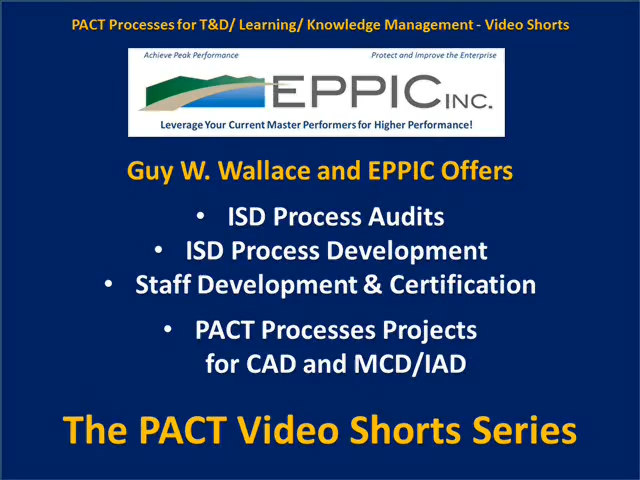 PACT Processes for T&D/ Learning/ Knowledge Management - Video Shorts
Achieve Peak Performance Protect and Improve the Enterprise
EPPIC INC.
Leverage Your Current Master Performers for Higher Performance!
Guy W. Wallace and EPPIC Offers
• ISD Process Audits
• ISD Process Development
• Staff Development & Certification
• PACT Processes Projects
for CAD and MCD/IAD
The PACT Video Shorts Series